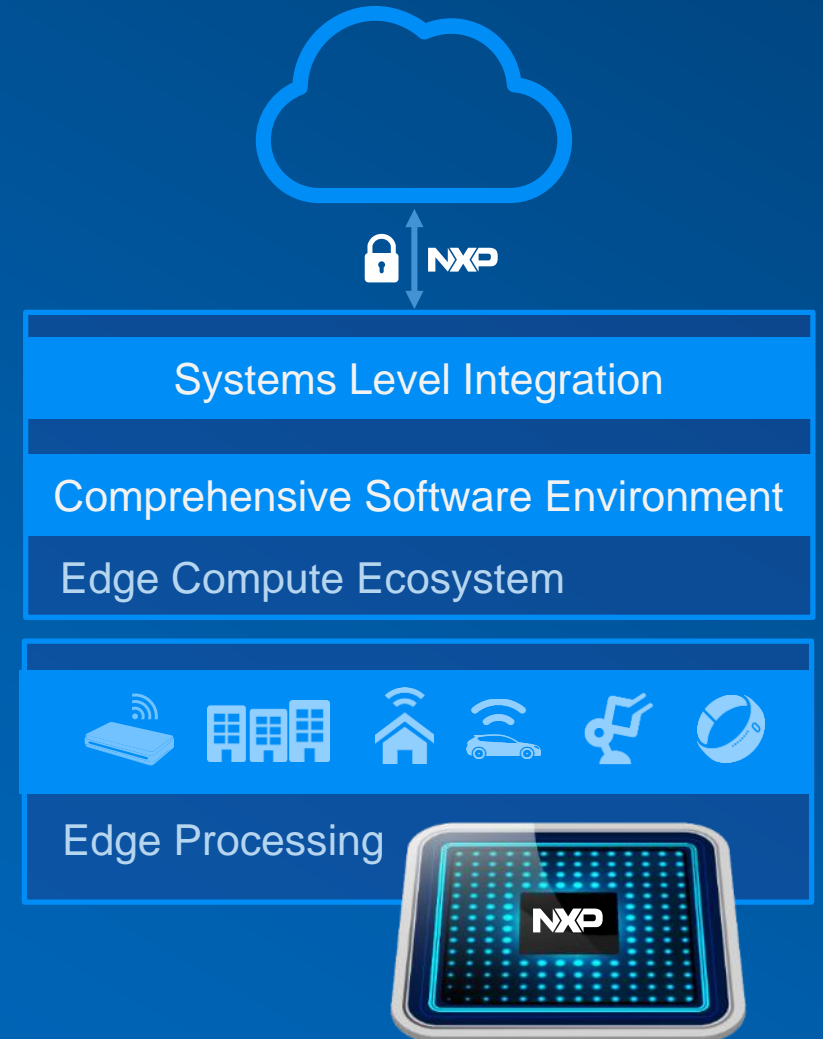 NXP
Systems Level Integration
Comprehensive Software Environment
Edge Compute Ecosystem
Edge Processing
NXP